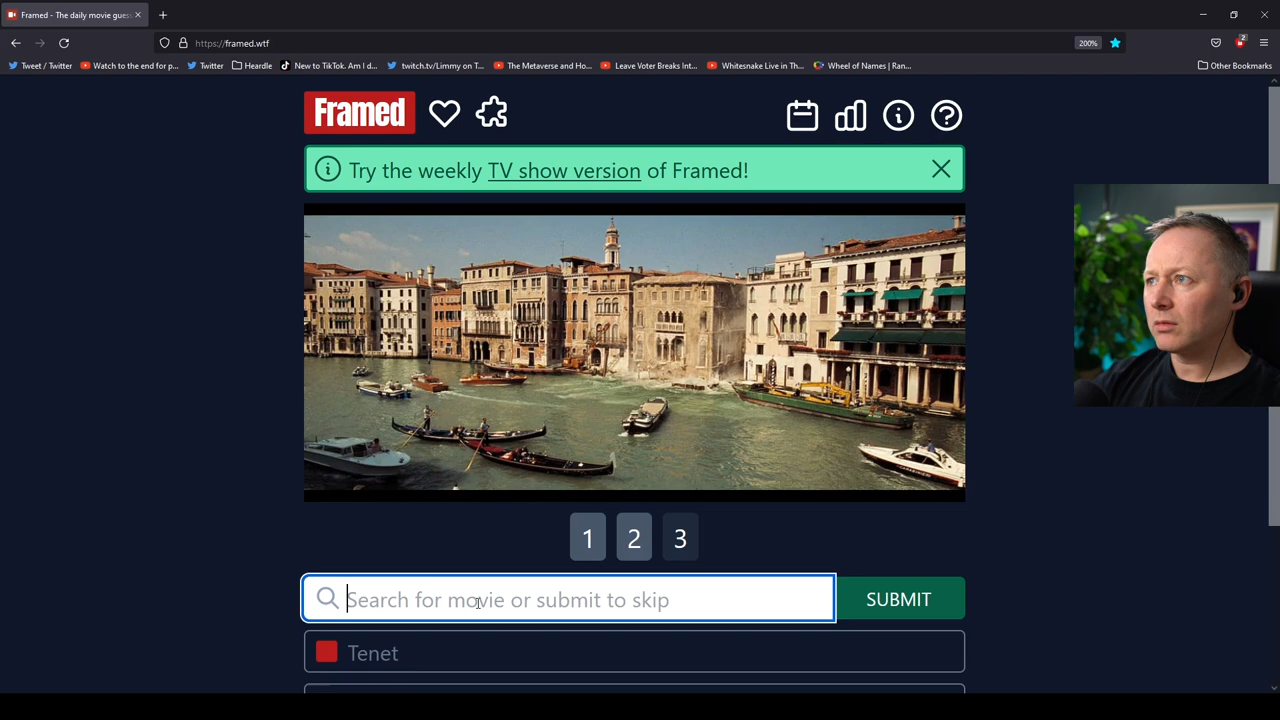 Framed - The daily movie gues
https://framed.wtf
200%
2
Tweet / Twitter
Watch to the end for p...
Twitter
Heardle
New to TikTok. Am I d...
twitch.tv/Limmy on T...
The Metaverse and Ho...
Leave Voter Breaks Int...
Whitesnake Live in Th...
Wheel of Names | Ran...
Other Bookmarks
Framed
Try the weekly TV show version of Framed!
1 2 3
Search for movie or submit to skip
SUBMIT
Tenet